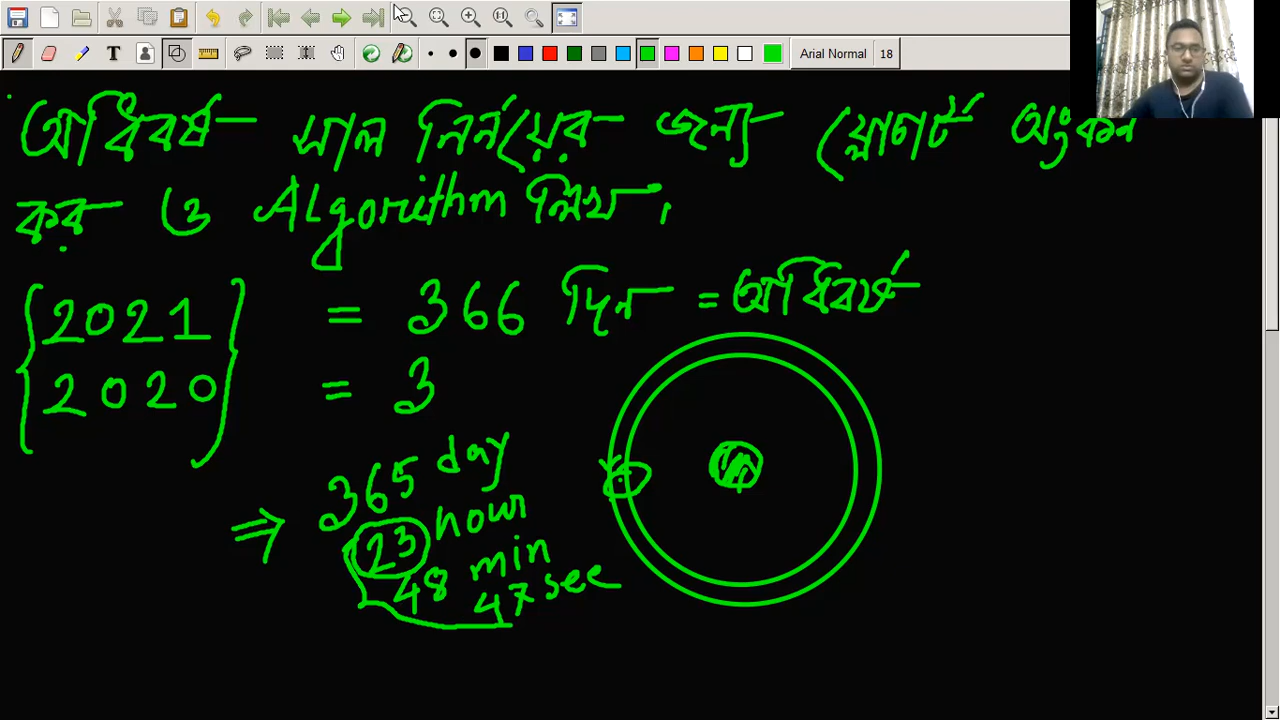 Arial Normal 18
অধিবর্ষ সাল নির্নয়ের জন্য ফ্লোচার্ট অংকন
কর ও Algorithm লিখ।
2021 = 366 দিন = অধিবর্ষ
2020 = 3
⇒ 365 day
23 hour
48 min
47 sec